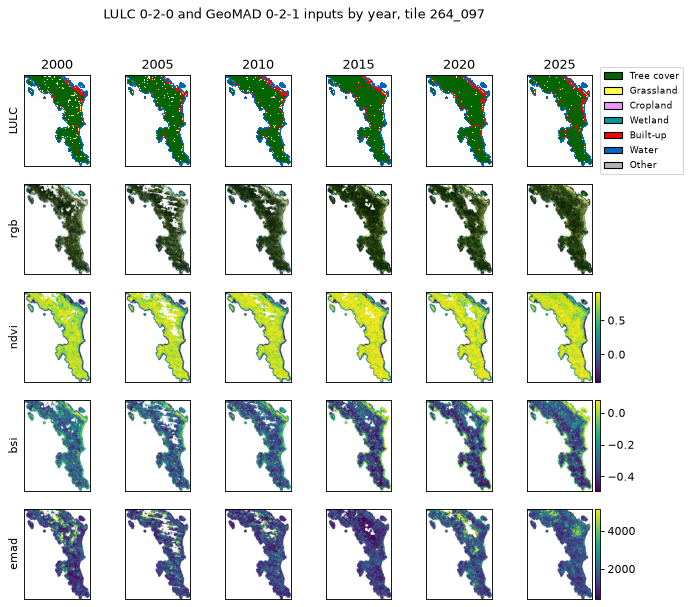 LULC 0-2-0 and GeoMAD 0-2-1 inputs by year, tile 264_097
2000 2005 2010 2015 2020 2025
LULC
Tree cover
Grassland
Cropland
Wetland
Built-up
Water
Other
rgb
ndvi
0.5
0.0
bsi
0.0
−0.2
−0.4
emad
4000
2000